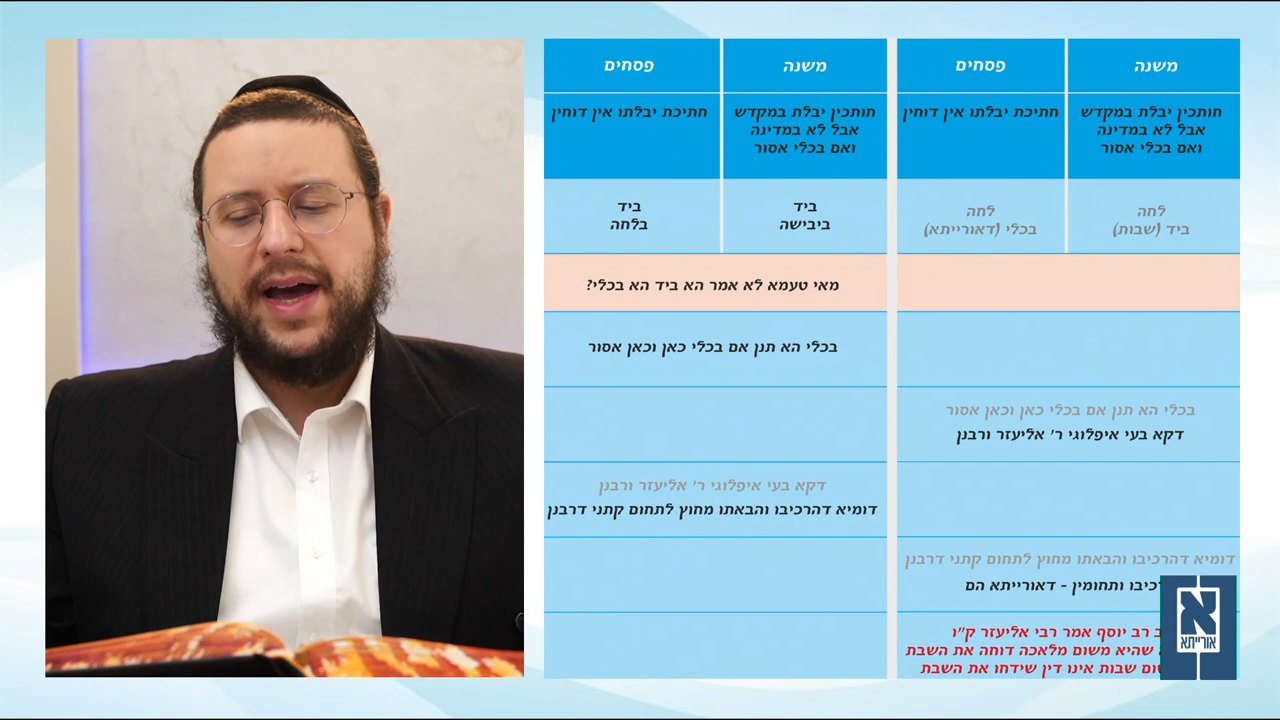 משנה
פסחים
חותכין יבלת במקדש
אבל לא במדינה
ואם בכלי אסור
חתיכת יבלתו אין דוחין
לחה
ביד (שבות)
לחה
בכלי (דאורייתא)
בכלי הא תנן אם בכלי כאן וכאן אסור
דקא בעי איפלוגי ר' אליעזר ורבנן
דומיא דהרכיבו והבאתו מחוץ לתחום קתני דרבנן
ותחומין - דאורייתא הם
רב יוסף אמר רבי אליעזר ק"ו
שהיא משום מלאכה דוחה את השבת
שבות אינו דין שידחו את השבת
משנה
פסחים
חותכין יבלת במקדש
אבל לא במדינה
ואם בכלי אסור
חתיכת יבלתו אין דוחין
ביד
ביבישה
ביד
בלחה
מאי טעמא לא אמר הא ביד הא בכלי?
בכלי הא תנן אם בכלי כאן וכאן אסור
דקא בעי איפלוגי ר' אליעזר ורבנן
דומיא דהרכיבו והבאתו מחוץ לתחום קתני דרבנן
א
אורייתא